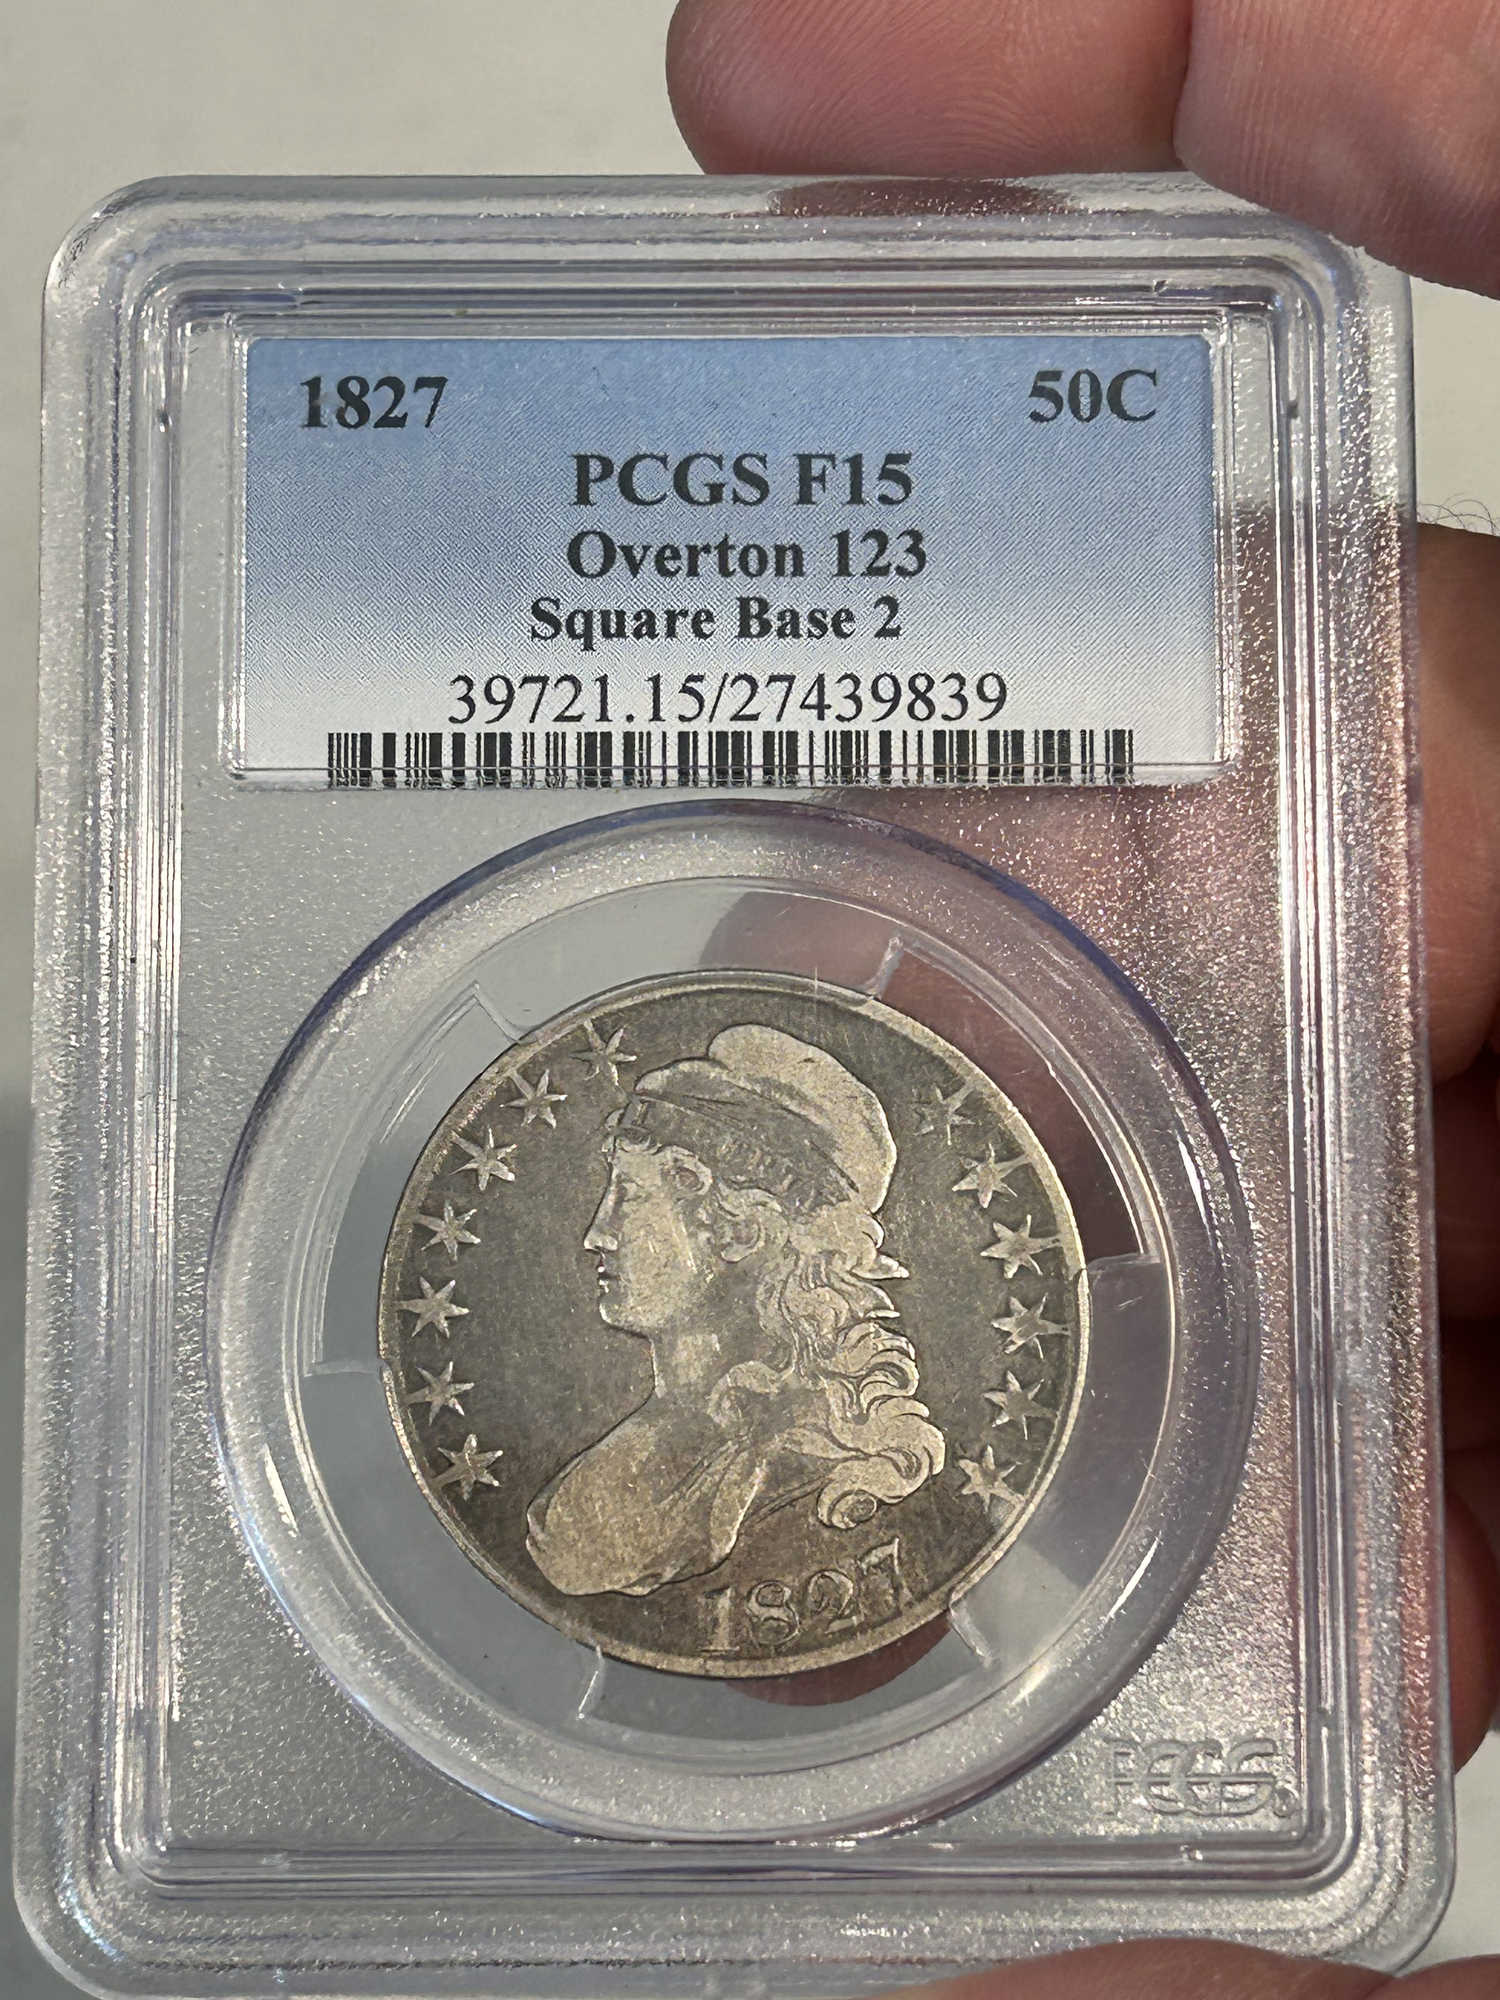 1827 50C
PCGS F15
Overton 123
Square Base 2
39721.15/27439839
1827
PCGS